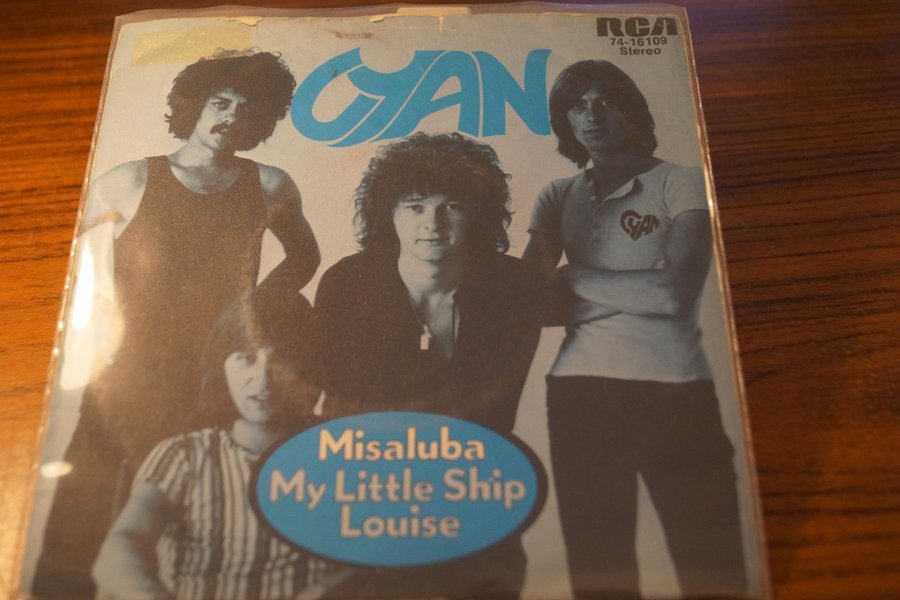 CYAN
RCA
74-16109
Stereo
CYAN
Misaluba
My Little Ship
Louise